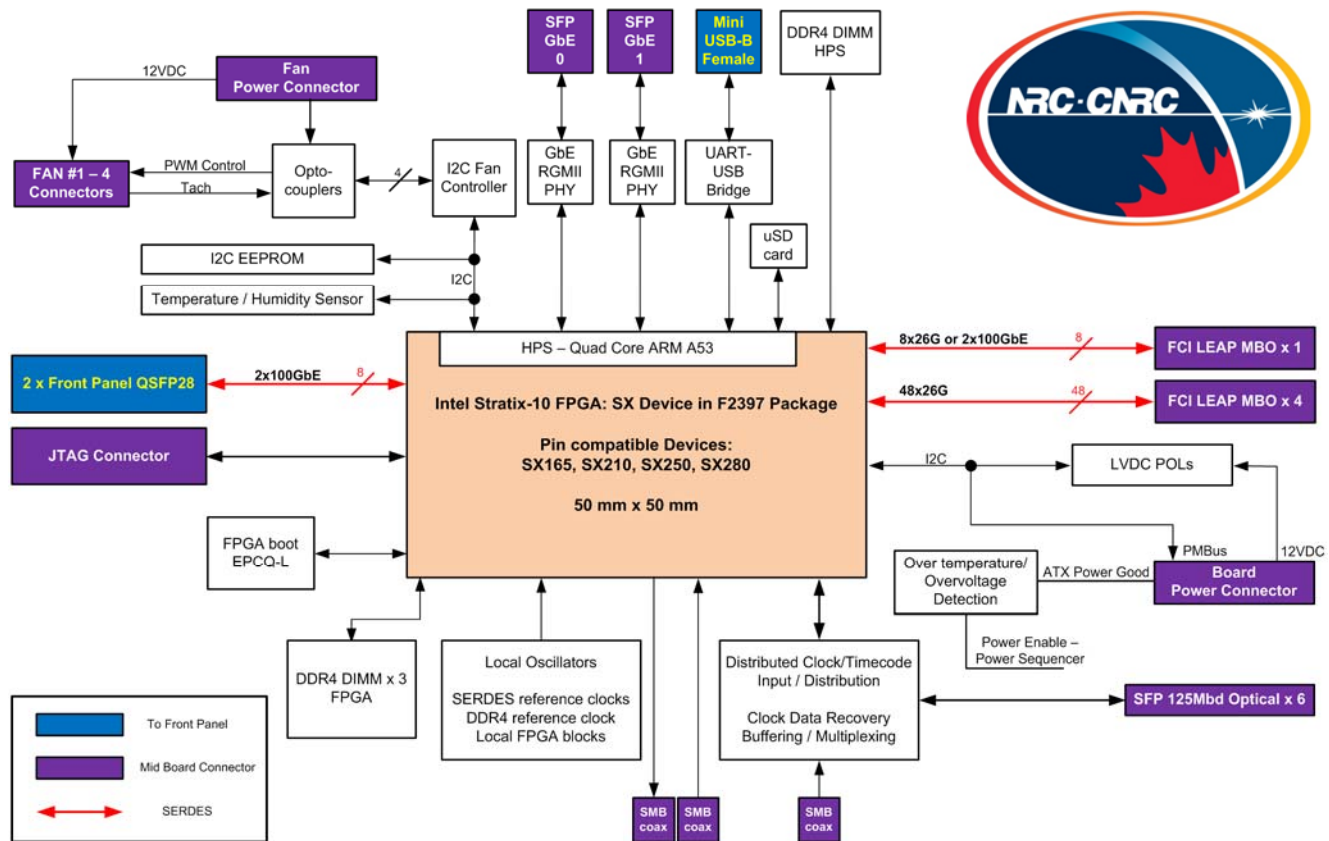 SFP
GbE
0
SFP
GbE
1
Mini
USB-B
Female
DDR4 DIMM
HPS
NRC·CNRC
12VDC
Fan
Power Connector
FAN #1 – 4
Connectors
PWM Control
Tach
Opto-
couplers
4
I2C Fan
Controller
GbE
RGMII
PHY
GbE
RGMII
PHY
UART-
USB
Bridge
uSD
card
I2C EEPROM
I2C
Temperature / Humidity Sensor
HPS – Quad Core ARM A53
2 x Front Panel QSFP28
2x100GbE
8
8x26G or 2x100GbE
8
FCI LEAP MBO x 1
48x26G
48
FCI LEAP MBO x 4
Intel Stratix-10 FPGA: SX Device in F2397 Package
Pin compatible Devices:
SX165, SX210, SX250, SX280
50 mm x 50 mm
JTAG Connector
I2C
LVDC POLs
FPGA boot
EPCQ-L
PMBus
12VDC
Over temperature/
Overvoltage
Detection
ATX Power Good
Board
Power Connector
Power Enable –
Power Sequencer
DDR4 DIMM x 3
FPGA
Local Oscillators
SERDES reference clocks
DDR4 reference clock
Local FPGA blocks
Distributed Clock/Timecode
Input / Distribution
Clock Data Recovery
Buffering / Multiplexing
SFP 125Mbd Optical x 6
To Front Panel
Mid Board Connector
SERDES
SMB
coax
SMB
coax
SMB
coax